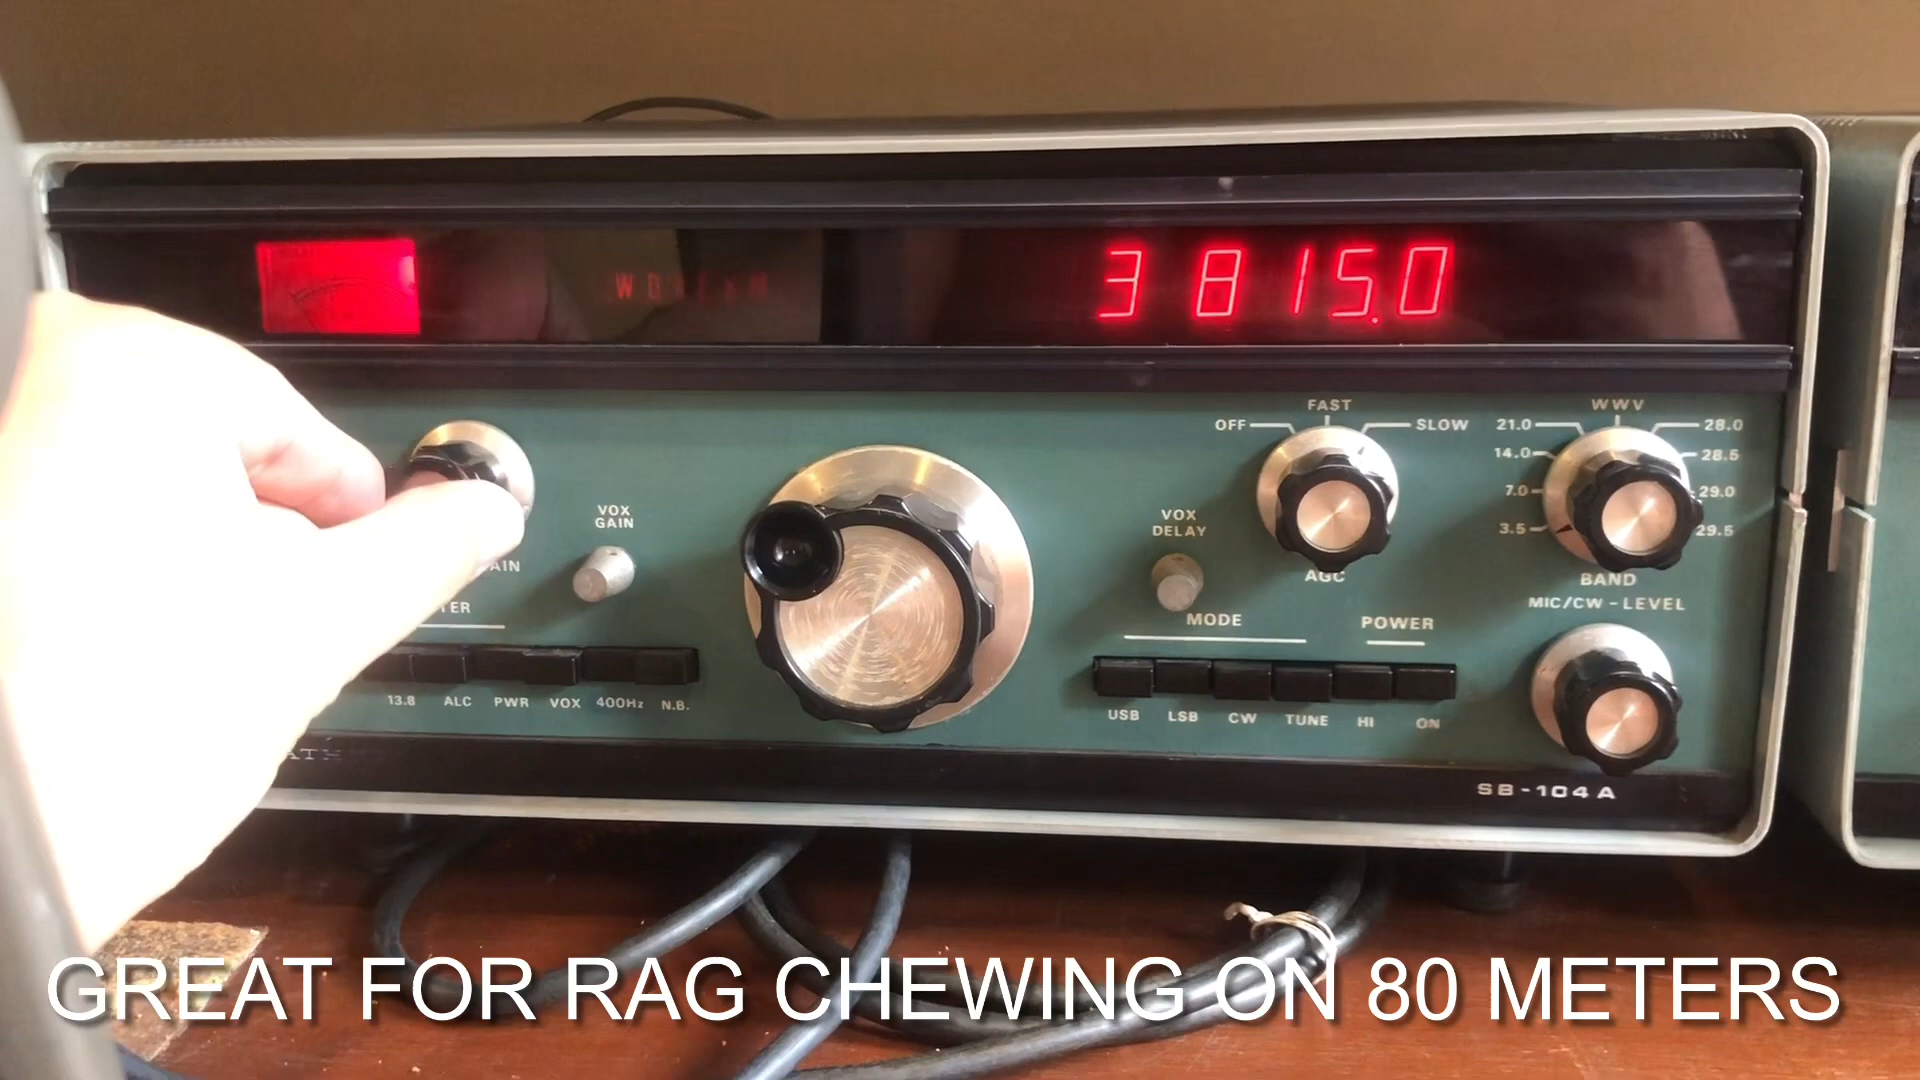 3 815.0
FAST
OFF
SLOW
WWV
21.0
28.0
14.0
28.5
7.0
29.0
3.5
29.5
VOX
GAIN
VOX
DELAY
AGC
BAND
MIC/CW - LEVEL
MODE
POWER
13.8
ALC
PWR
VOX
400Hz
N.B.
USB
LSB
CW
TUNE
HI
ON
SB-104A
GREAT FOR RAG CHEWING ON 80 METERS